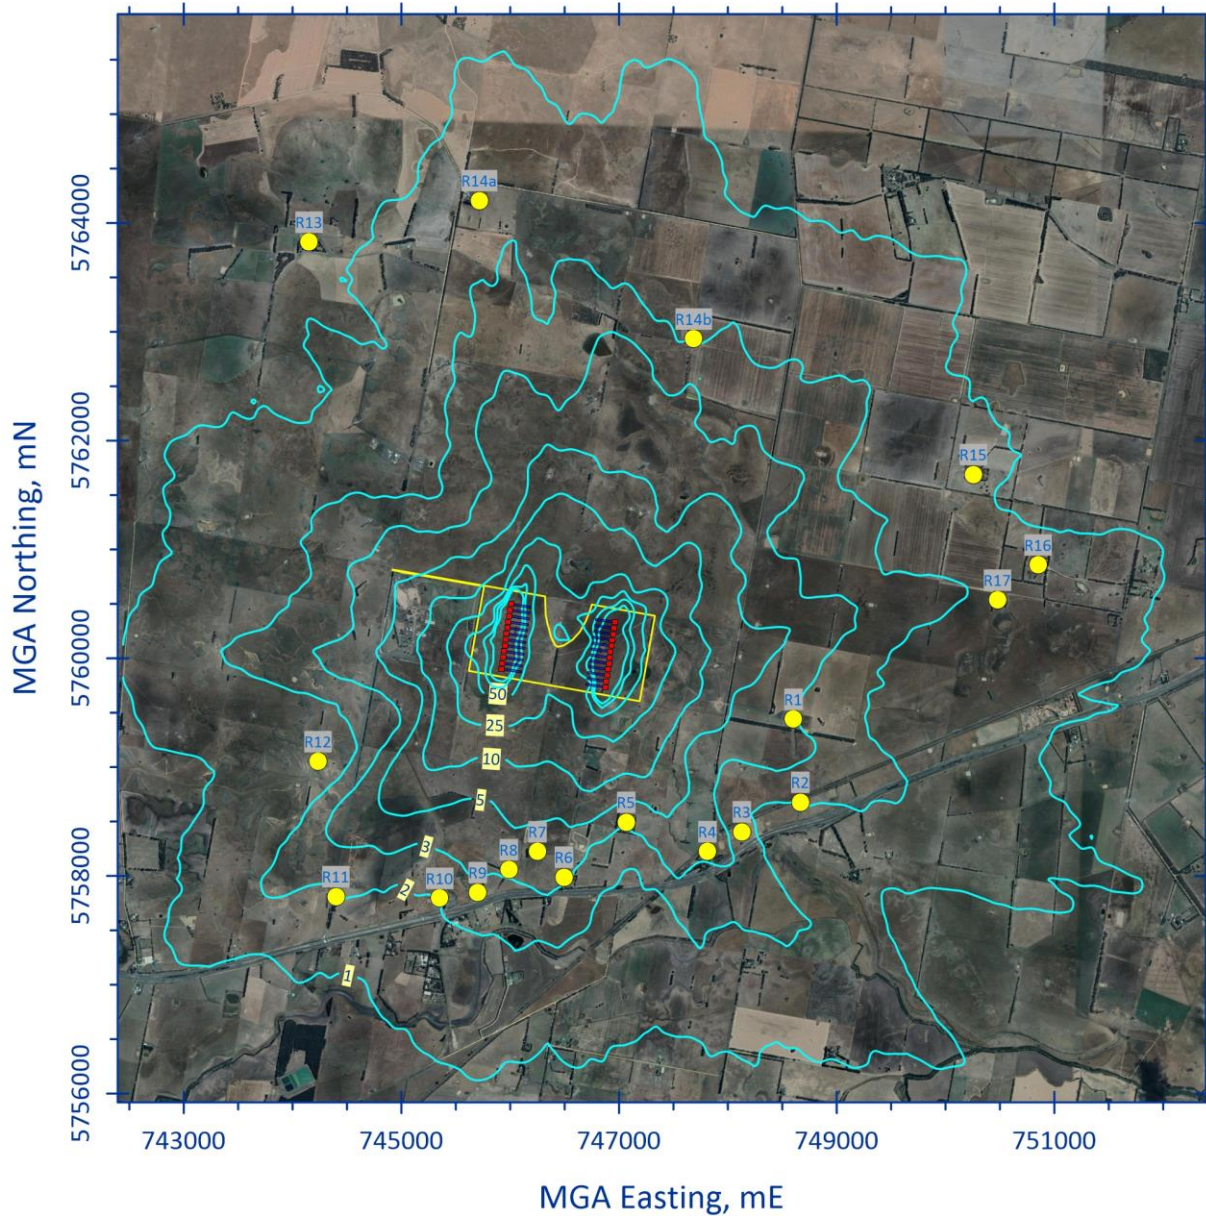 R14a
R13
R14b
R15
R16
R17
50
25
10
5
3
2
1
R1
R2
R3
R4
R5
R6
R7
R8
R9
R10
R11
R12
5764000
5762000
5760000
5758000
5756000
MGA Northing, mN
743000 745000 747000 749000 751000
MGA Easting, mE